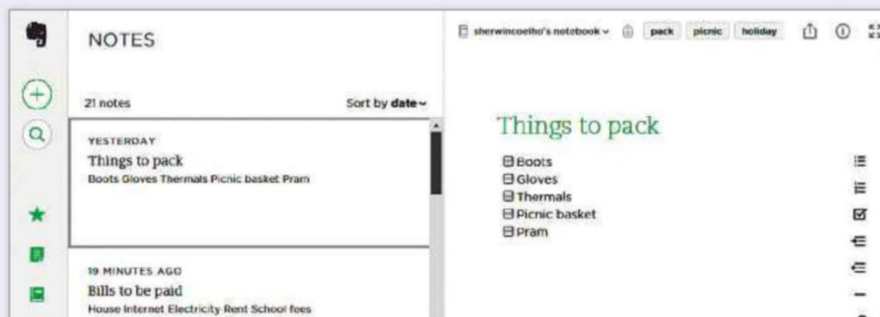 NOTES
21 notes
Sort by date
YESTERDAY
Things to pack
Boots Gloves Thermals Picnic basket Pram
19 MINUTES AGO
Bills to be paid
House Internet Electricity Rent School fees
sherwincoelho's notebook
pack picnic holiday
Things to pack
Boots
Gloves
Thermals
Picnic basket
Pram